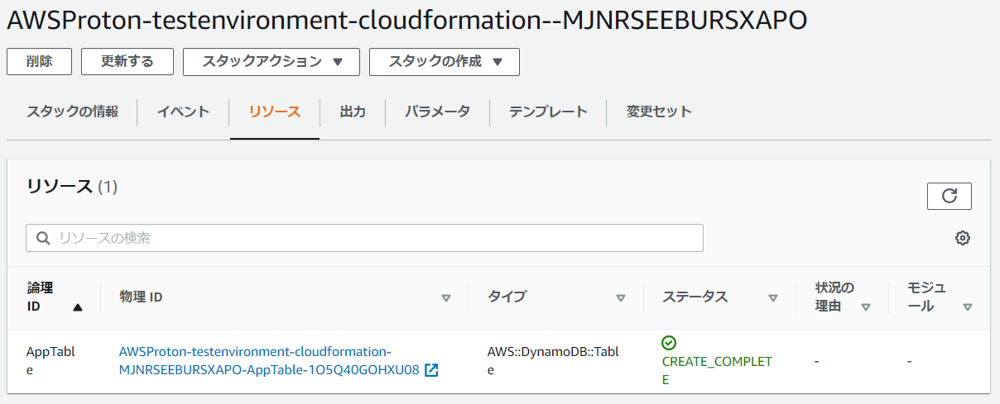 AWSProton-testenvironment-cloudformation--MJNRSEEBURSXAPO
削除 更新する スタックアクション ▼ スタックの作成 ▼
スタックの情報 イベント リソース 出力 パラメータ テンプレート 変更セット
リソース (1)
リソースの検索
論理 ID 物理 ID タイプ ステータス 状況の理由 モジュール
AppTabl AWSProton-testenvironment-cloudformation- AWS::DynamoDB::Tabl CREATE_COMPLET - -
e MJNRSEEBURSXAPO-AppTable-1O5Q40GOHXU08 e E